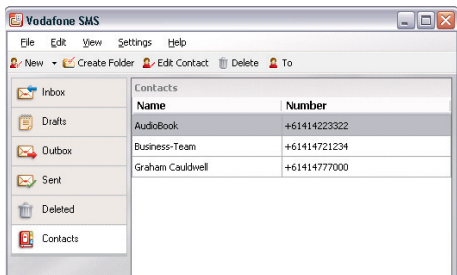 Vodafone SMS
File Edit View Settings Help
New Create Folder Edit Contact Delete To
Inbox
Drafts
Outbox
Sent
Deleted
Contacts
Contacts
Name Number
AudioBook +61414223322
Business-Team +61414721234
Graham Cauldwell +61414777000